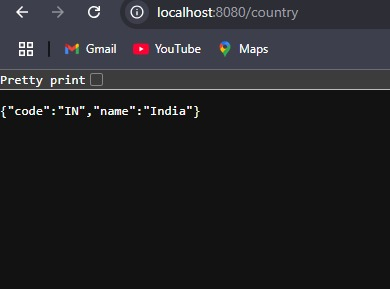 localhost:8080/country
Gmail YouTube Maps
Pretty print
{"code":"IN","name":"India"}